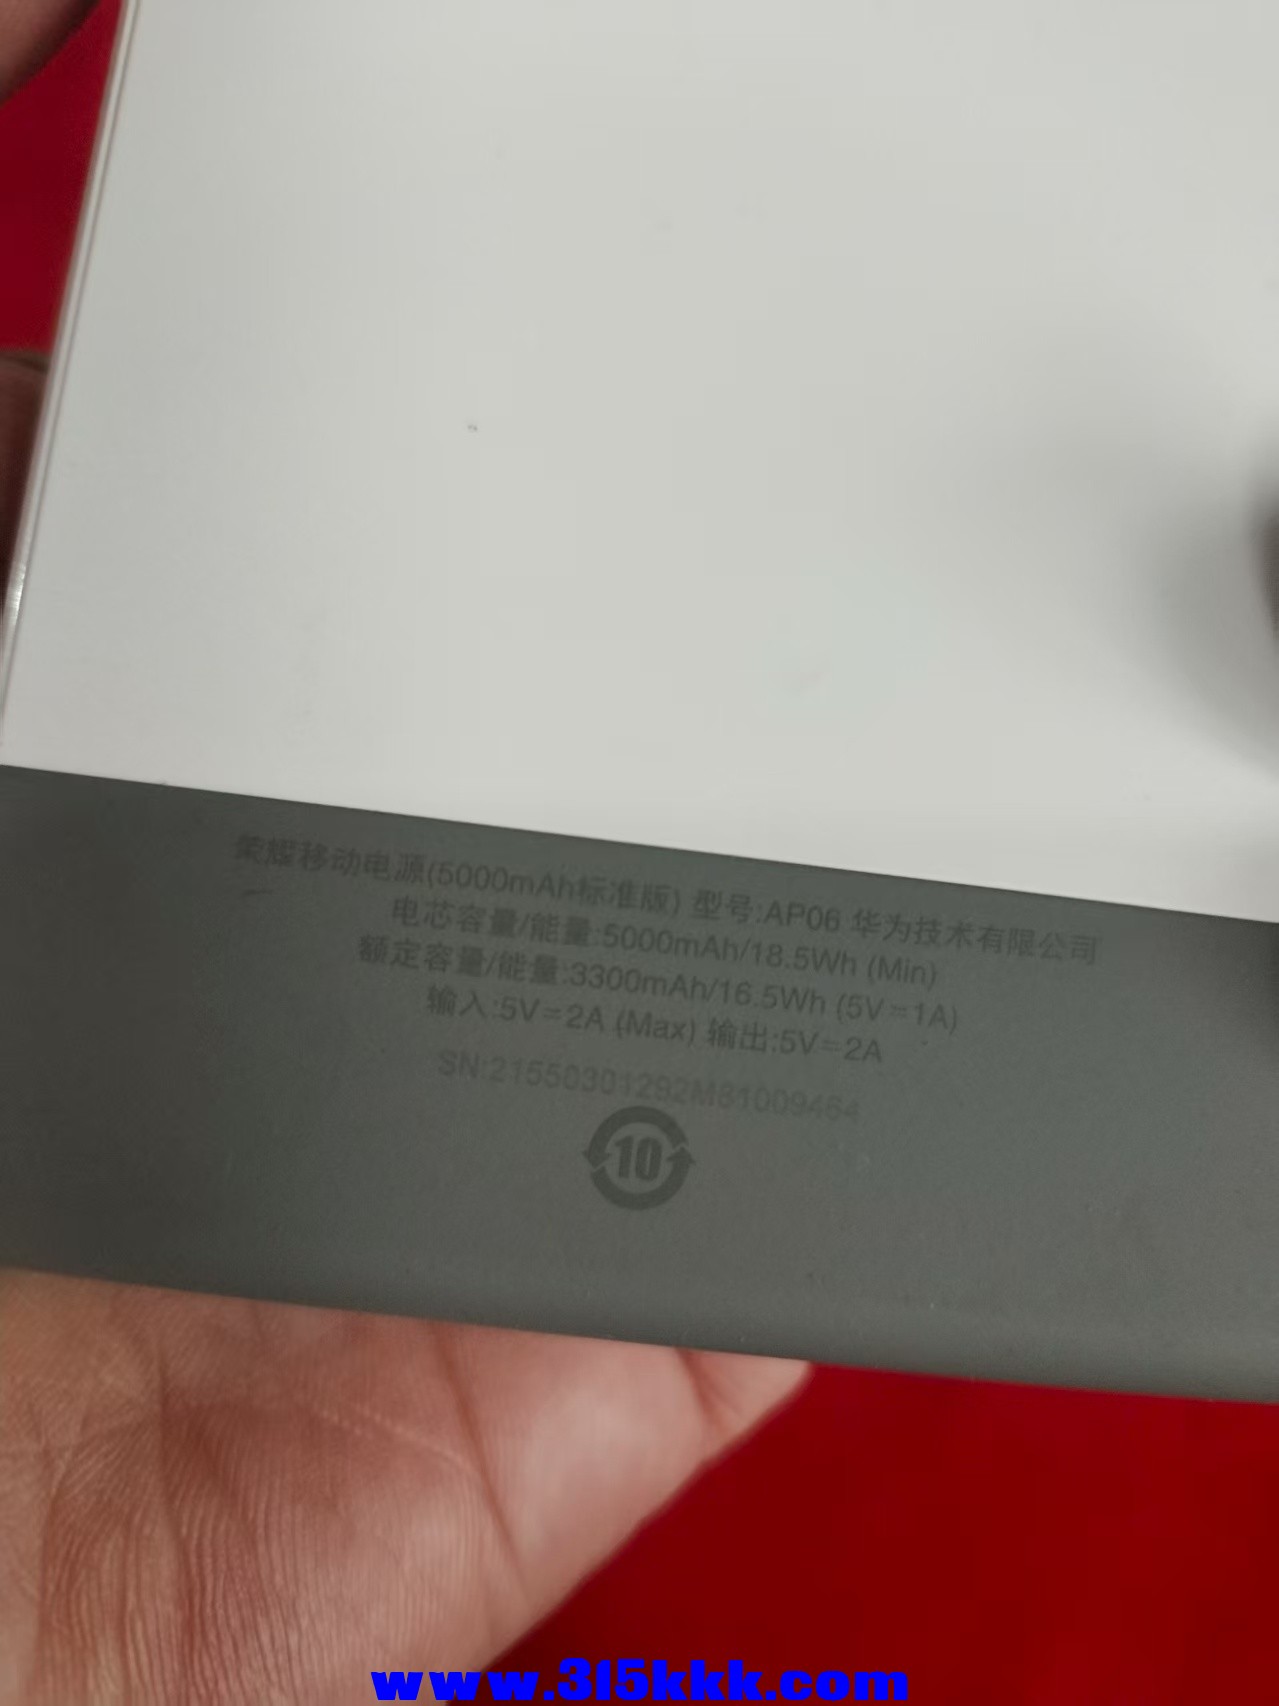 荣耀移动电源(5000mAh标准版) 型号:AP06 华为技术有限公司
电芯容量/能量:5000mAh/18.5Wh (Min)
额定容量/能量:3300mAh/16.5Wh (5V⎓1A)
输入:5V⎓2A (Max) 输出:5V⎓2A
SN:21550301282M81009464
10
www.315kkk.com